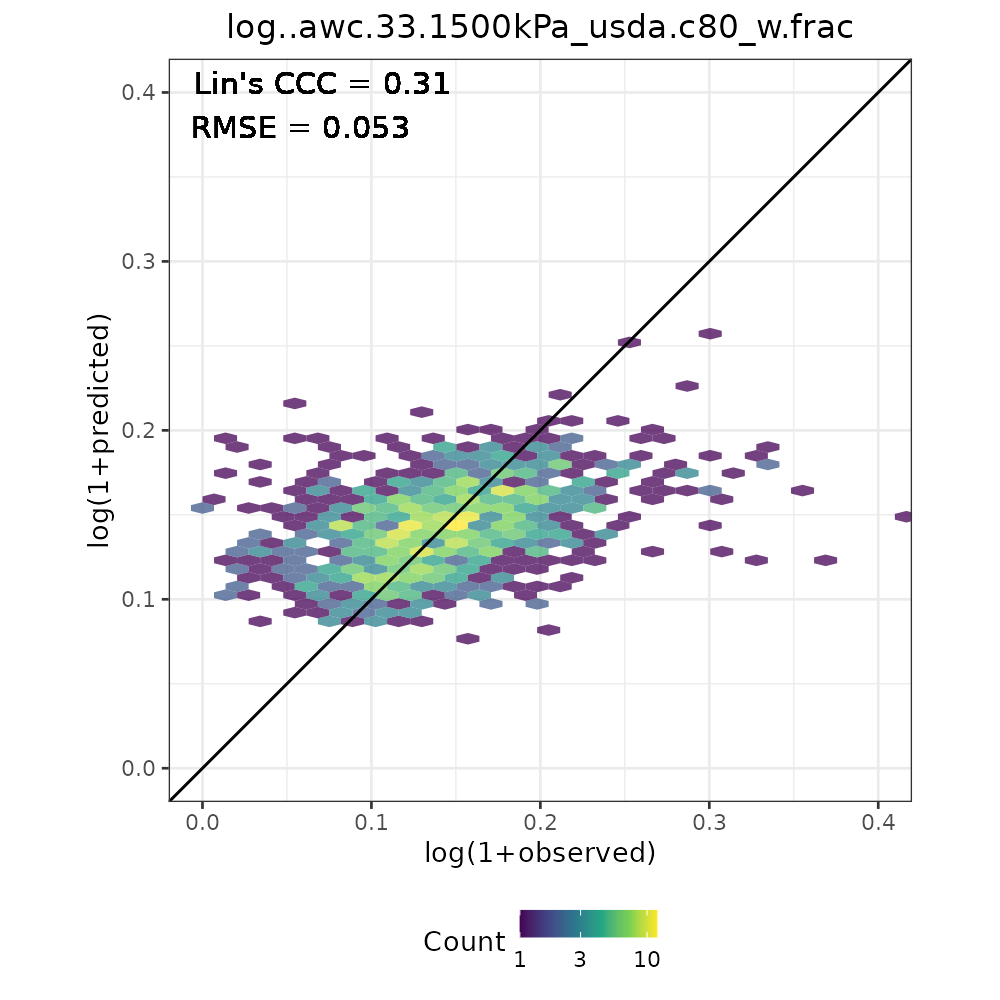 log..awc.33.1500kPa_usda.c80_w.frac
Lin's CCC = 0.31
RMSE = 0.053
log(1+predicted)
0.4
0.3
0.2
0.1
0.0
0.0 0.1 0.2 0.3 0.4
log(1+observed)
Count
1 3 10